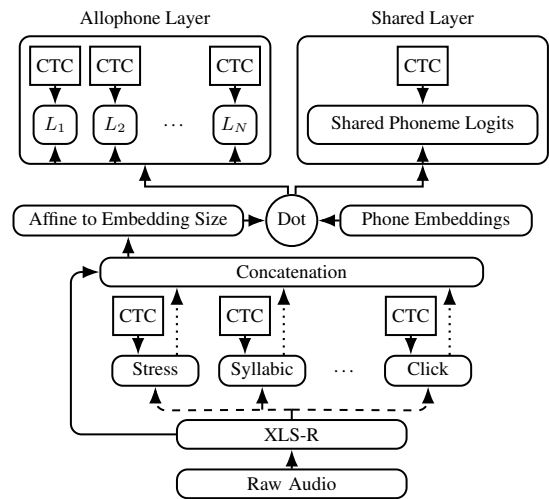 Allophone Layer Shared Layer
CTC CTC CTC CTC
L1 L2 ... LN Shared Phoneme Logits
Affine to Embedding Size Dot Phone Embeddings
Concatenation
CTC CTC CTC
Stress Syllabic ... Click
XLS-R
Raw Audio